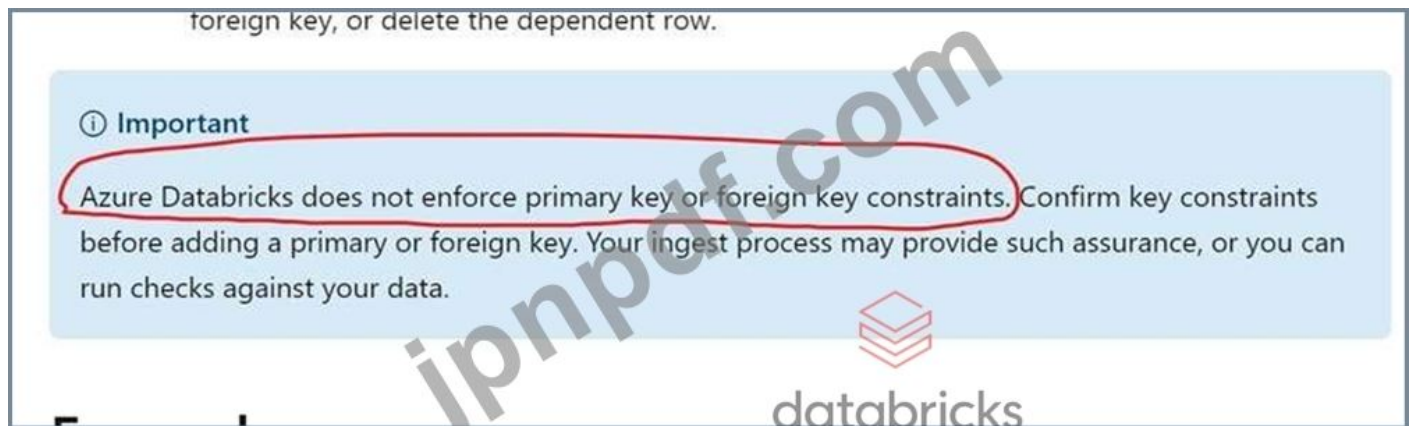 foreign key, or delete the dependent row.
Important
Azure Databricks does not enforce primary key or foreign key constraints. Confirm key constraints
before adding a primary or foreign key. Your ingest process may provide such assurance, or you can
run checks against your data.
jpnpdf.com
databricks